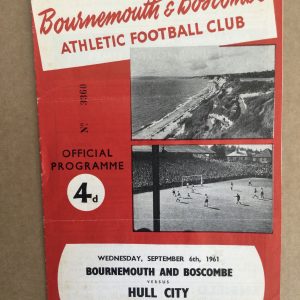 Bournemouth & Boscombe
ATHLETIC FOOTBALL CLUB
No. 3360
OFFICIAL
PROGRAMME
4d
WEDNESDAY, SEPTEMBER 6th, 1961
BOURNEMOUTH AND BOSCOMBE
VERSUS
HULL CITY